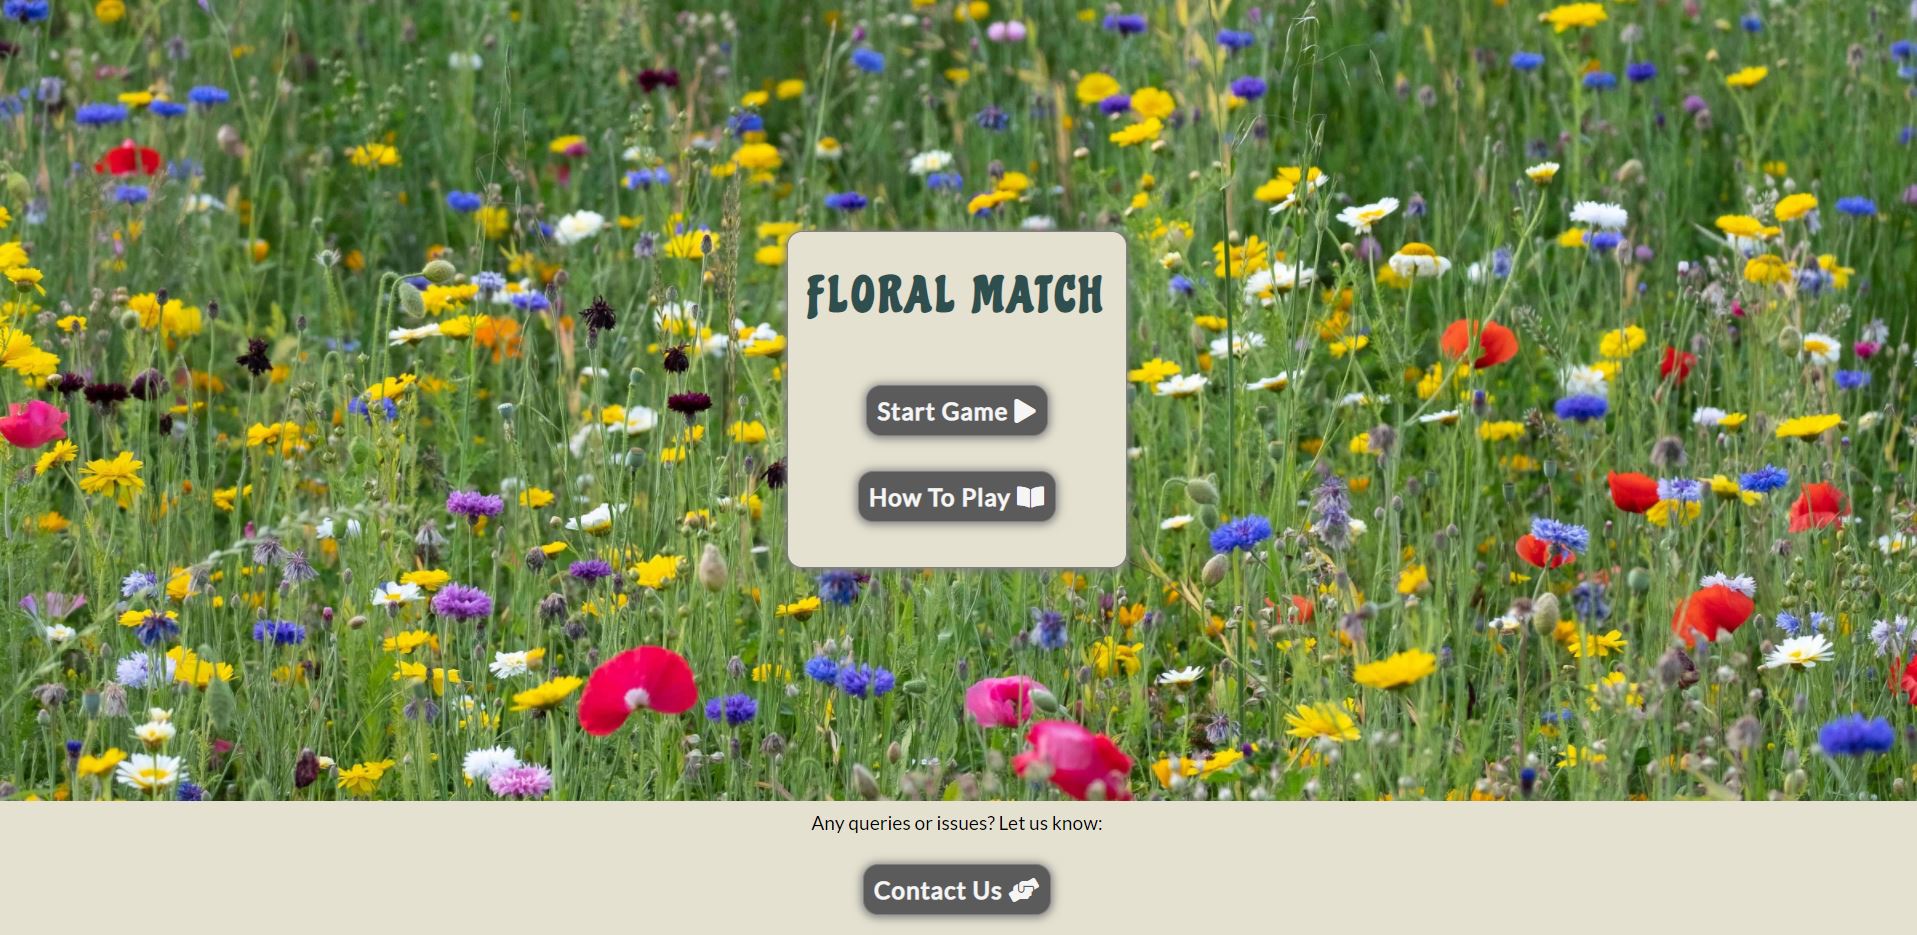 FLORAL MATCH
Start Game
How To Play
Any queries or issues? Let us know:
Contact Us